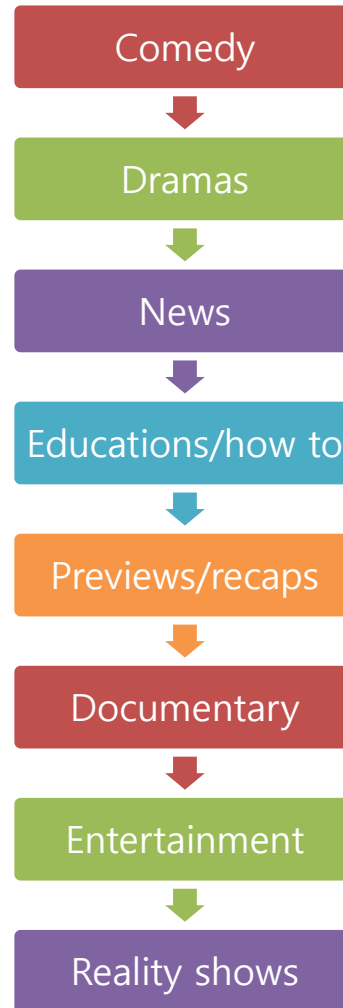 Comedy
Dramas
News
Educations/how to
Previews/recaps
Documentary
Entertainment
Reality shows